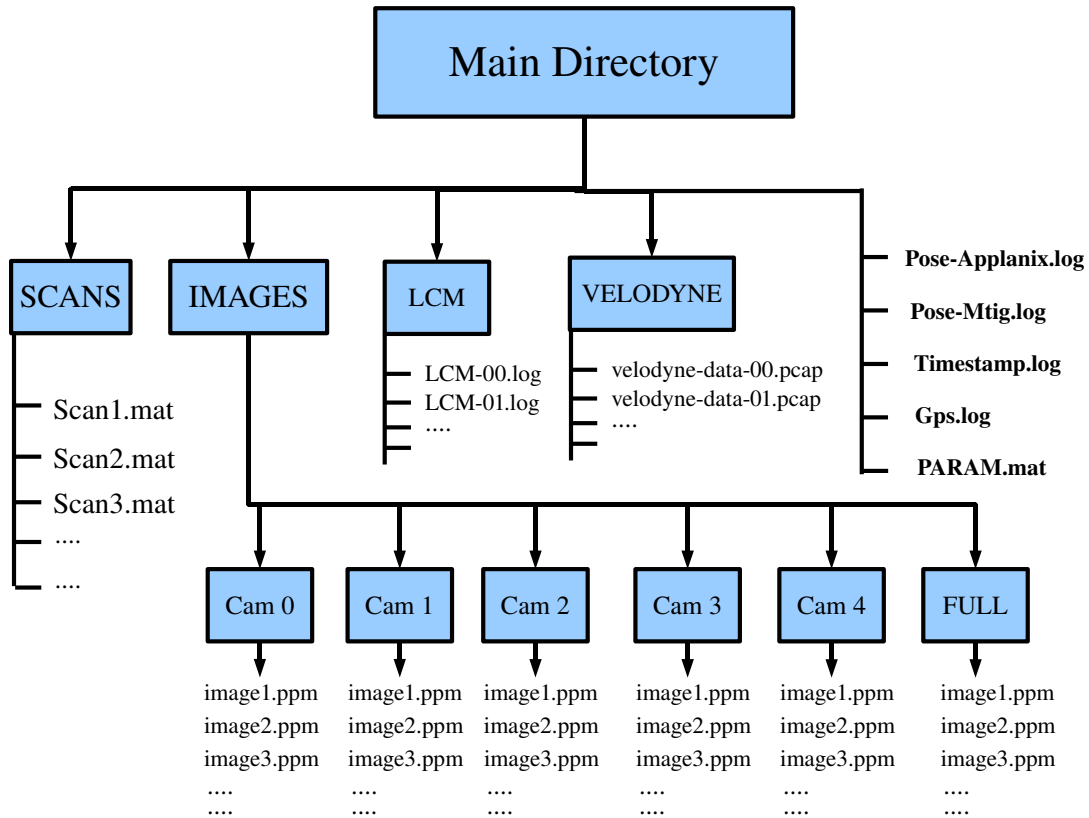 Main Directory
SCANS
IMAGES
LCM
VELODYNE
Scan1.mat
Scan2.mat
Scan3.mat
....
....
LCM-00.log
LCM-01.log
....
velodyne-data-00.pcap
velodyne-data-01.pcap
....
Pose-Applanix.log
Pose-Mtig.log
Timestamp.log
Gps.log
PARAM.mat
Cam 0
Cam 1
Cam 2
Cam 3
Cam 4
FULL
image1.ppm
image2.ppm
image3.ppm
....
....
image1.ppm
image2.ppm
image3.ppm
....
....
image1.ppm
image2.ppm
image3.ppm
....
....
image1.ppm
image2.ppm
image3.ppm
....
....
image1.ppm
image2.ppm
image3.ppm
....
....
image1.ppm
image2.ppm
image3.ppm
....
....